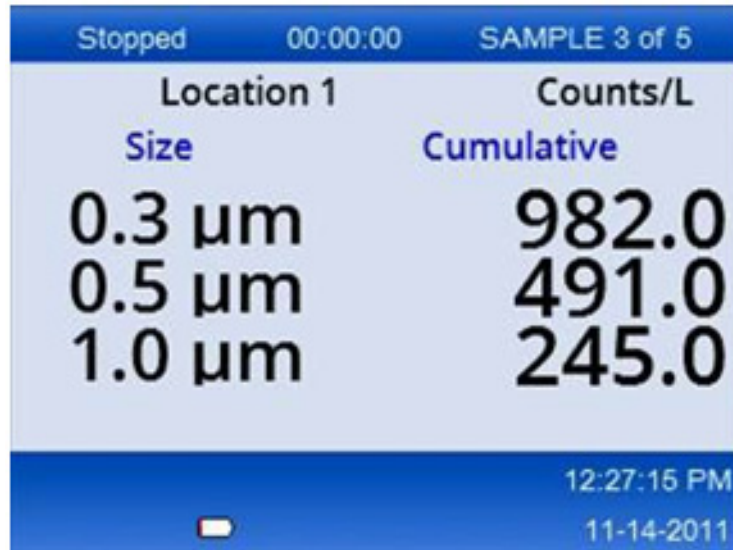 Stopped 00:00:00 SAMPLE 3 of 5
Location 1 Counts/L
Size Cumulative
0.3 µm 982.0
0.5 µm 491.0
1.0 µm 245.0
12:27:15 PM
11-14-2011